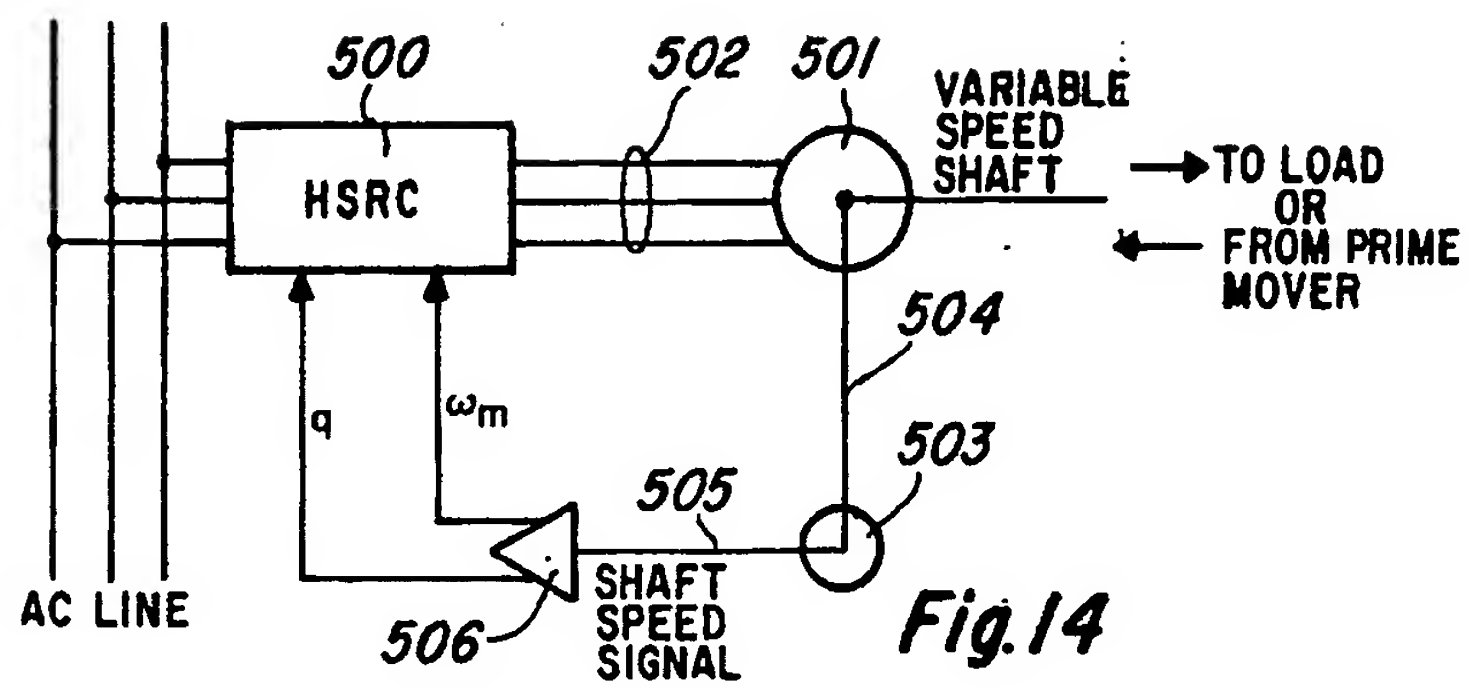 500
502
501
VARIABLE
SPEED
SHAFT
HSRC
TO LOAD
OR
FROM PRIME
MOVER
504
q
ωm
503
505
506
AC LINE
SHAFT
SPEED
SIGNAL
Fig. 14